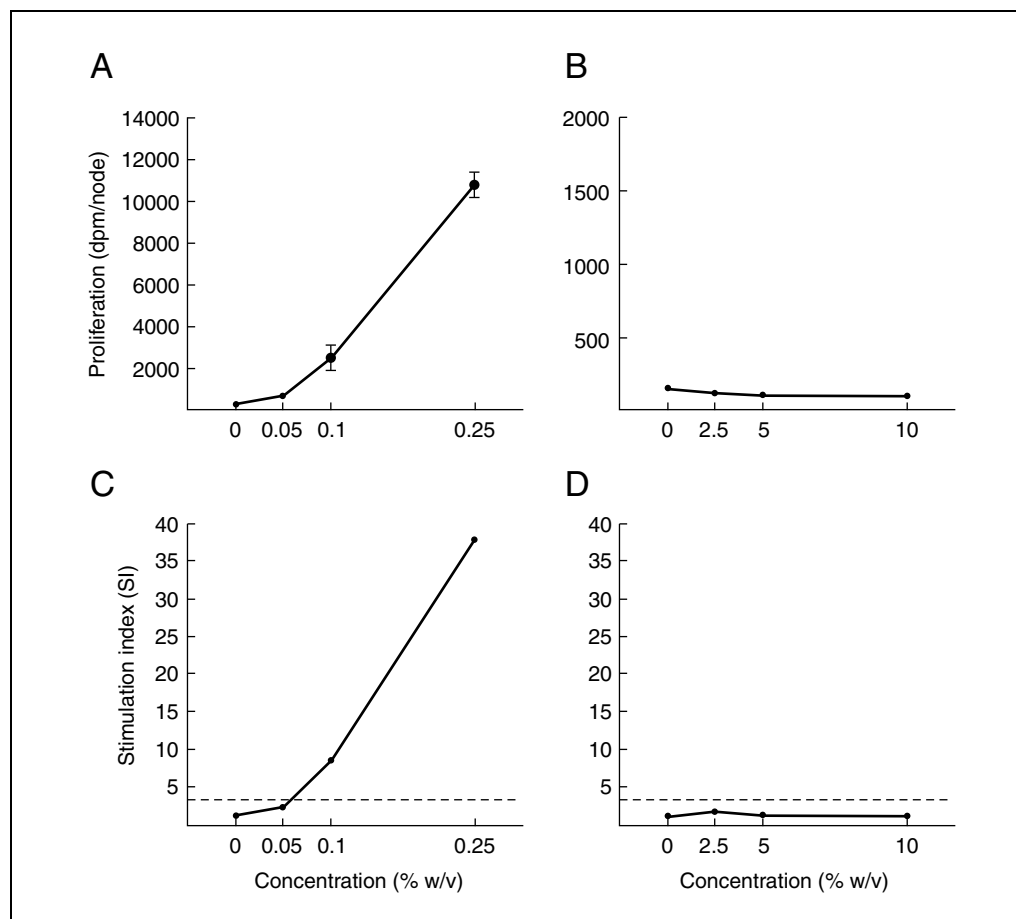 A
B
14000
12000
10000
8000
6000
4000
2000
Proliferation (dpm/node)
0 0.05 0.1 0.25
2000
1500
1000
500
0 2.5 5 10
C
D
40
35
30
25
20
15
10
5
Stimulation index (SI)
0 0.05 0.1 0.25
Concentration (% w/v)
40
35
30
25
20
15
10
5
0 2.5 5 10
Concentration (% w/v)